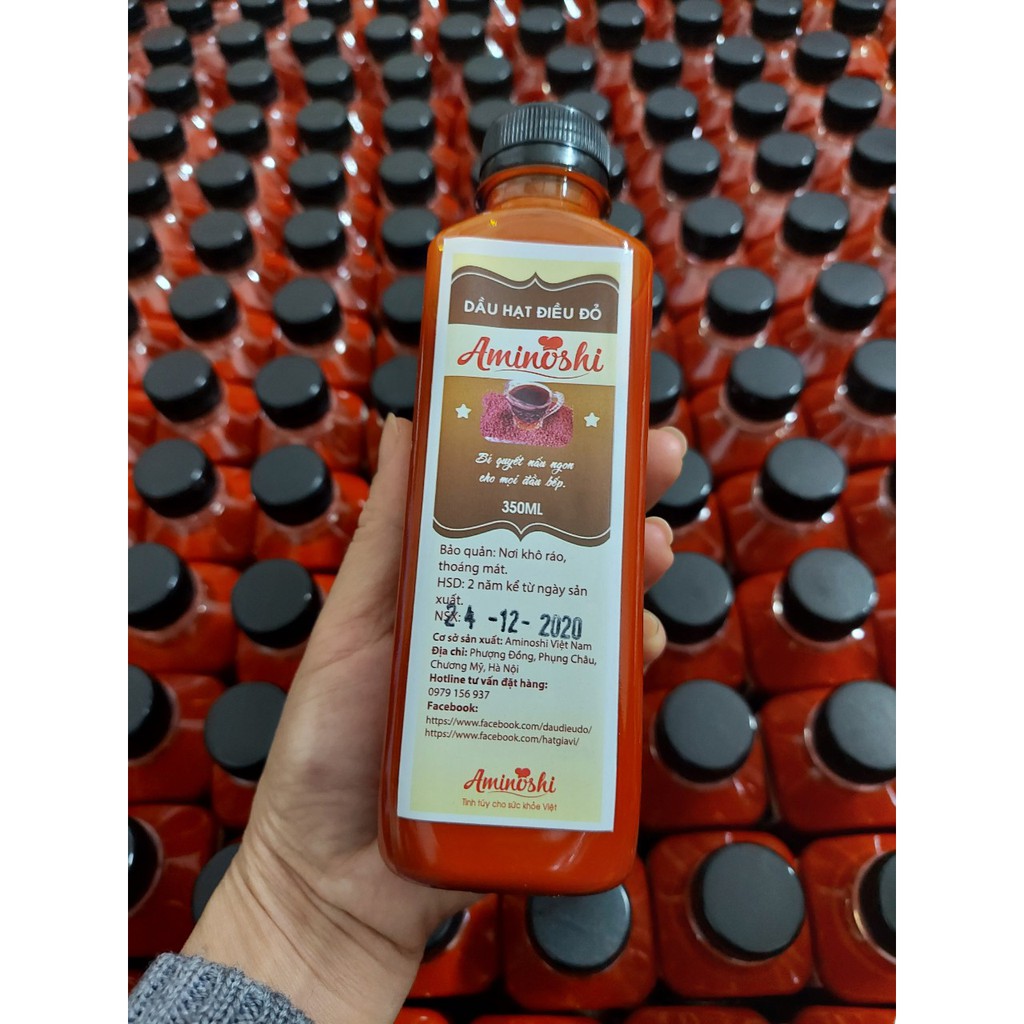 DẦU HẠT ĐIỀU ĐỎ
Aminoshi
Bí quyết nấu ngon
cho mọi đầu bếp.
350ML
Bảo quản: Nơi khô ráo,
thoáng mát.
HSD: 2 năm kể từ ngày sản
xuất.
NSX: 24 -12- 2020
Cơ sở sản xuất: Aminoshi Việt Nam
Địa chỉ: Phượng Đồng, Phụng Châu,
Chương Mỹ, Hà Nội
Hotline tư vấn đặt hàng:
0979 156 937
Facebook:
https://www.facebook.com/daudieudo/
https://www.facebook.com/hatgiavi/
Aminoshi
Tinh túy cho sức khỏe Việt